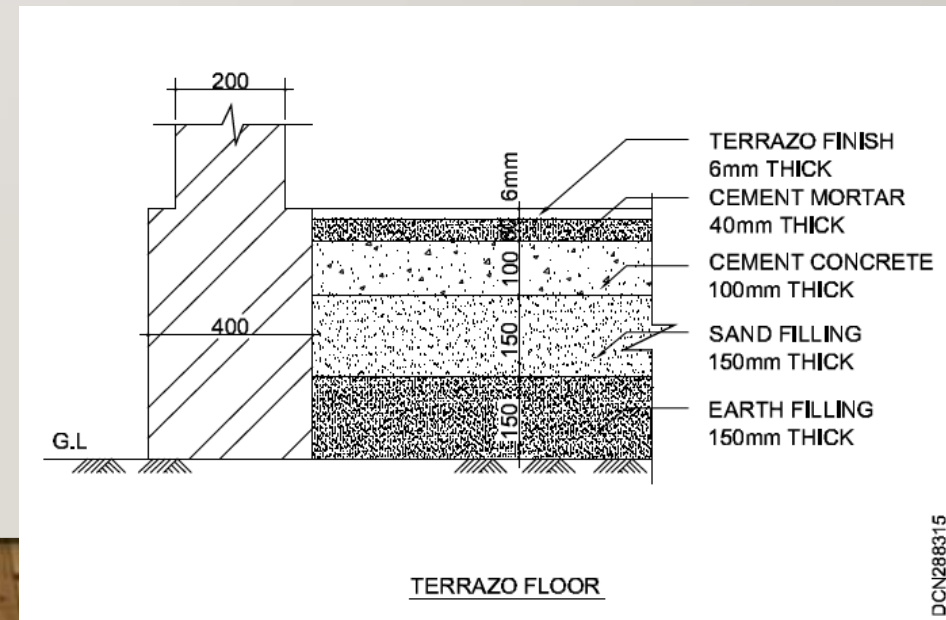 200
6mm
100
400
150
150
G.L
TERRAZO FINISH
6mm THICK
CEMENT MORTAR
40mm THICK
CEMENT CONCRETE
100mm THICK
SAND FILLING
150mm THICK
EARTH FILLING
150mm THICK
TERRAZO FLOOR
DCN288315